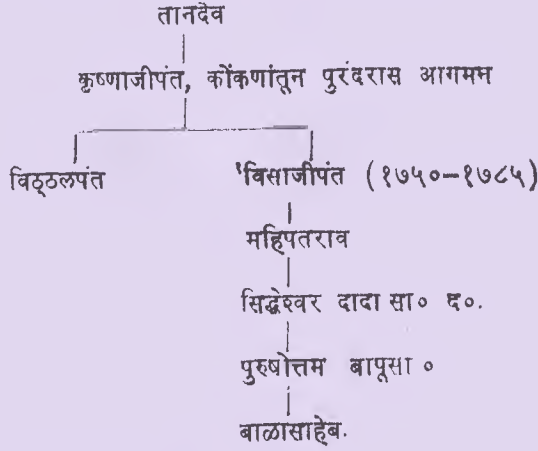 तानदेव
कृष्णाजीपंत, कोंकणांतून पुरंदरास आगमन
विठ्ठलपंत 'विसाजीपंत (१७५०–१७८५)
महिपतराव
सिद्धेश्वर दादा सा० द०.
पुरुषोत्तम बापूसा ०
बाळासाहेब.